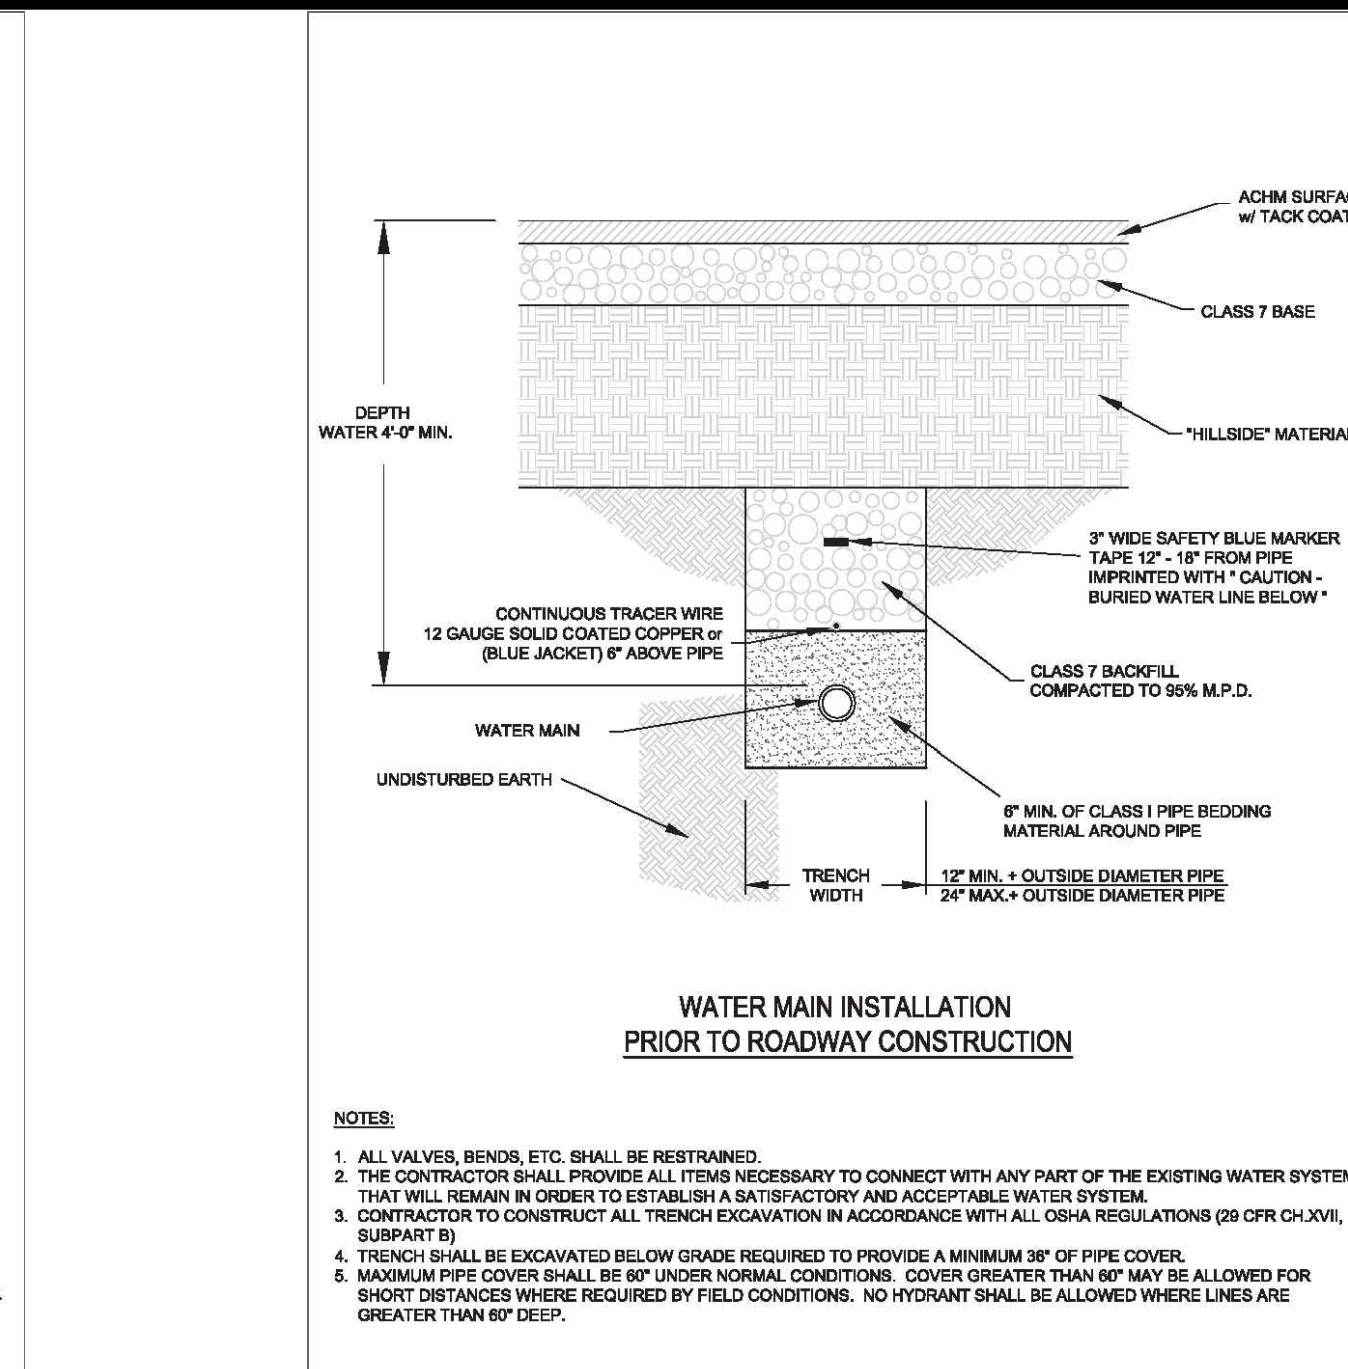 ACHM
w/ TACK COAT
CLASS 7 BASE
DEPTH
WATER 4'-0" MIN.
"HILLSIDE" MATERIAL
3" WIDE SAFETY BLUE MARKER
TAPE 12" - 18" FROM PIPE
IMPRINTED WITH " CAUTION -
BURIED WATER LINE BELOW "
CONTINUOUS TRACER WIRE
12 GAUGE SOLID COATED COPPER or
(BLUE JACKET) 6" ABOVE PIPE
CLASS 7 BACKFILL
COMPACTED TO 95% M.P.D.
WATER MAIN
UNDISTURBED EARTH
6" MIN. OF CLASS I PIPE BEDDING
MATERIAL AROUND PIPE
TRENCH
WIDTH
12" MIN. + OUTSIDE DIAMETER PIPE
24" MAX.+ OUTSIDE DIAMETER PIPE
WATER MAIN INSTALLATION
PRIOR TO ROADWAY CONSTRUCTION
NOTES:
1. ALL VALVES, BENDS, ETC. SHALL BE RESTRAINED.
2. THE CONTRACTOR SHALL PROVIDE ALL ITEMS NECESSARY TO CONNECT WITH ANY PART OF THE EXISTING WATER SYSTEM
THAT WILL REMAIN IN ORDER TO ESTABLISH A SATISFACTORY AND ACCEPTABLE WATER SYSTEM.
3. CONTRACTOR TO CONSTRUCT ALL TRENCH EXCAVATION IN ACCORDANCE WITH ALL OSHA REGULATIONS (29 CFR CH.XVII,
SUBPART B)
4. TRENCH SHALL BE EXCAVATED BELOW GRADE REQUIRED TO PROVIDE A MINIMUM 36" OF PIPE COVER.
5. MAXIMUM PIPE COVER SHALL BE 60" UNDER NORMAL CONDITIONS. COVER GREATER THAN 60" MAY BE ALLOWED FOR
SHORT DISTANCES WHERE REQUIRED BY FIELD CONDITIONS. NO HYDRANT SHALL BE ALLOWED WHERE LINES ARE
GREATER THAN 60" DEEP.